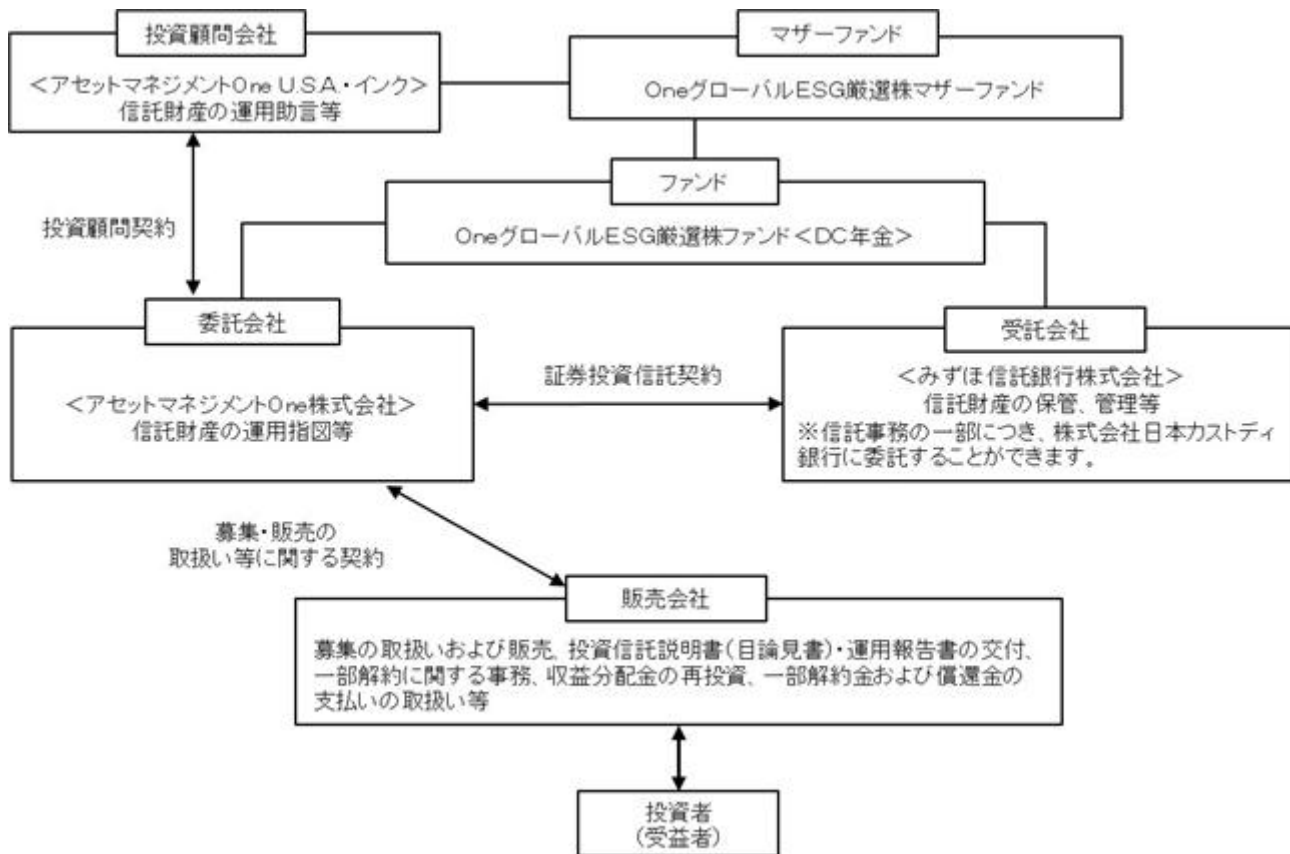 投資顧問会社
＜アセットマネジメントOne U.S.A.・インク＞
信託財産の運用助言等
マザーファンド
OneグローバルESG厳選株マザーファンド
ファンド
OneグローバルESG厳選株ファンド＜DC年金＞
投資顧問契約
委託会社
＜アセットマネジメントOne株式会社＞
信託財産の運用指図等
証券投資信託契約
受託会社
＜みずほ信託銀行株式会社＞
信託財産の保管、管理等
※信託事務の一部につき、株式会社日本カストディ
銀行に委託することができます。
募集・販売の
取扱い等に関する契約
販売会社
募集の取扱いおよび販売、投資信託説明書（目論見書）・運用報告書の交付、
一部解約に関する事務、収益分配金の再投資、一部解約金および償還金の
支払いの取扱い等
投資者
（受益者）